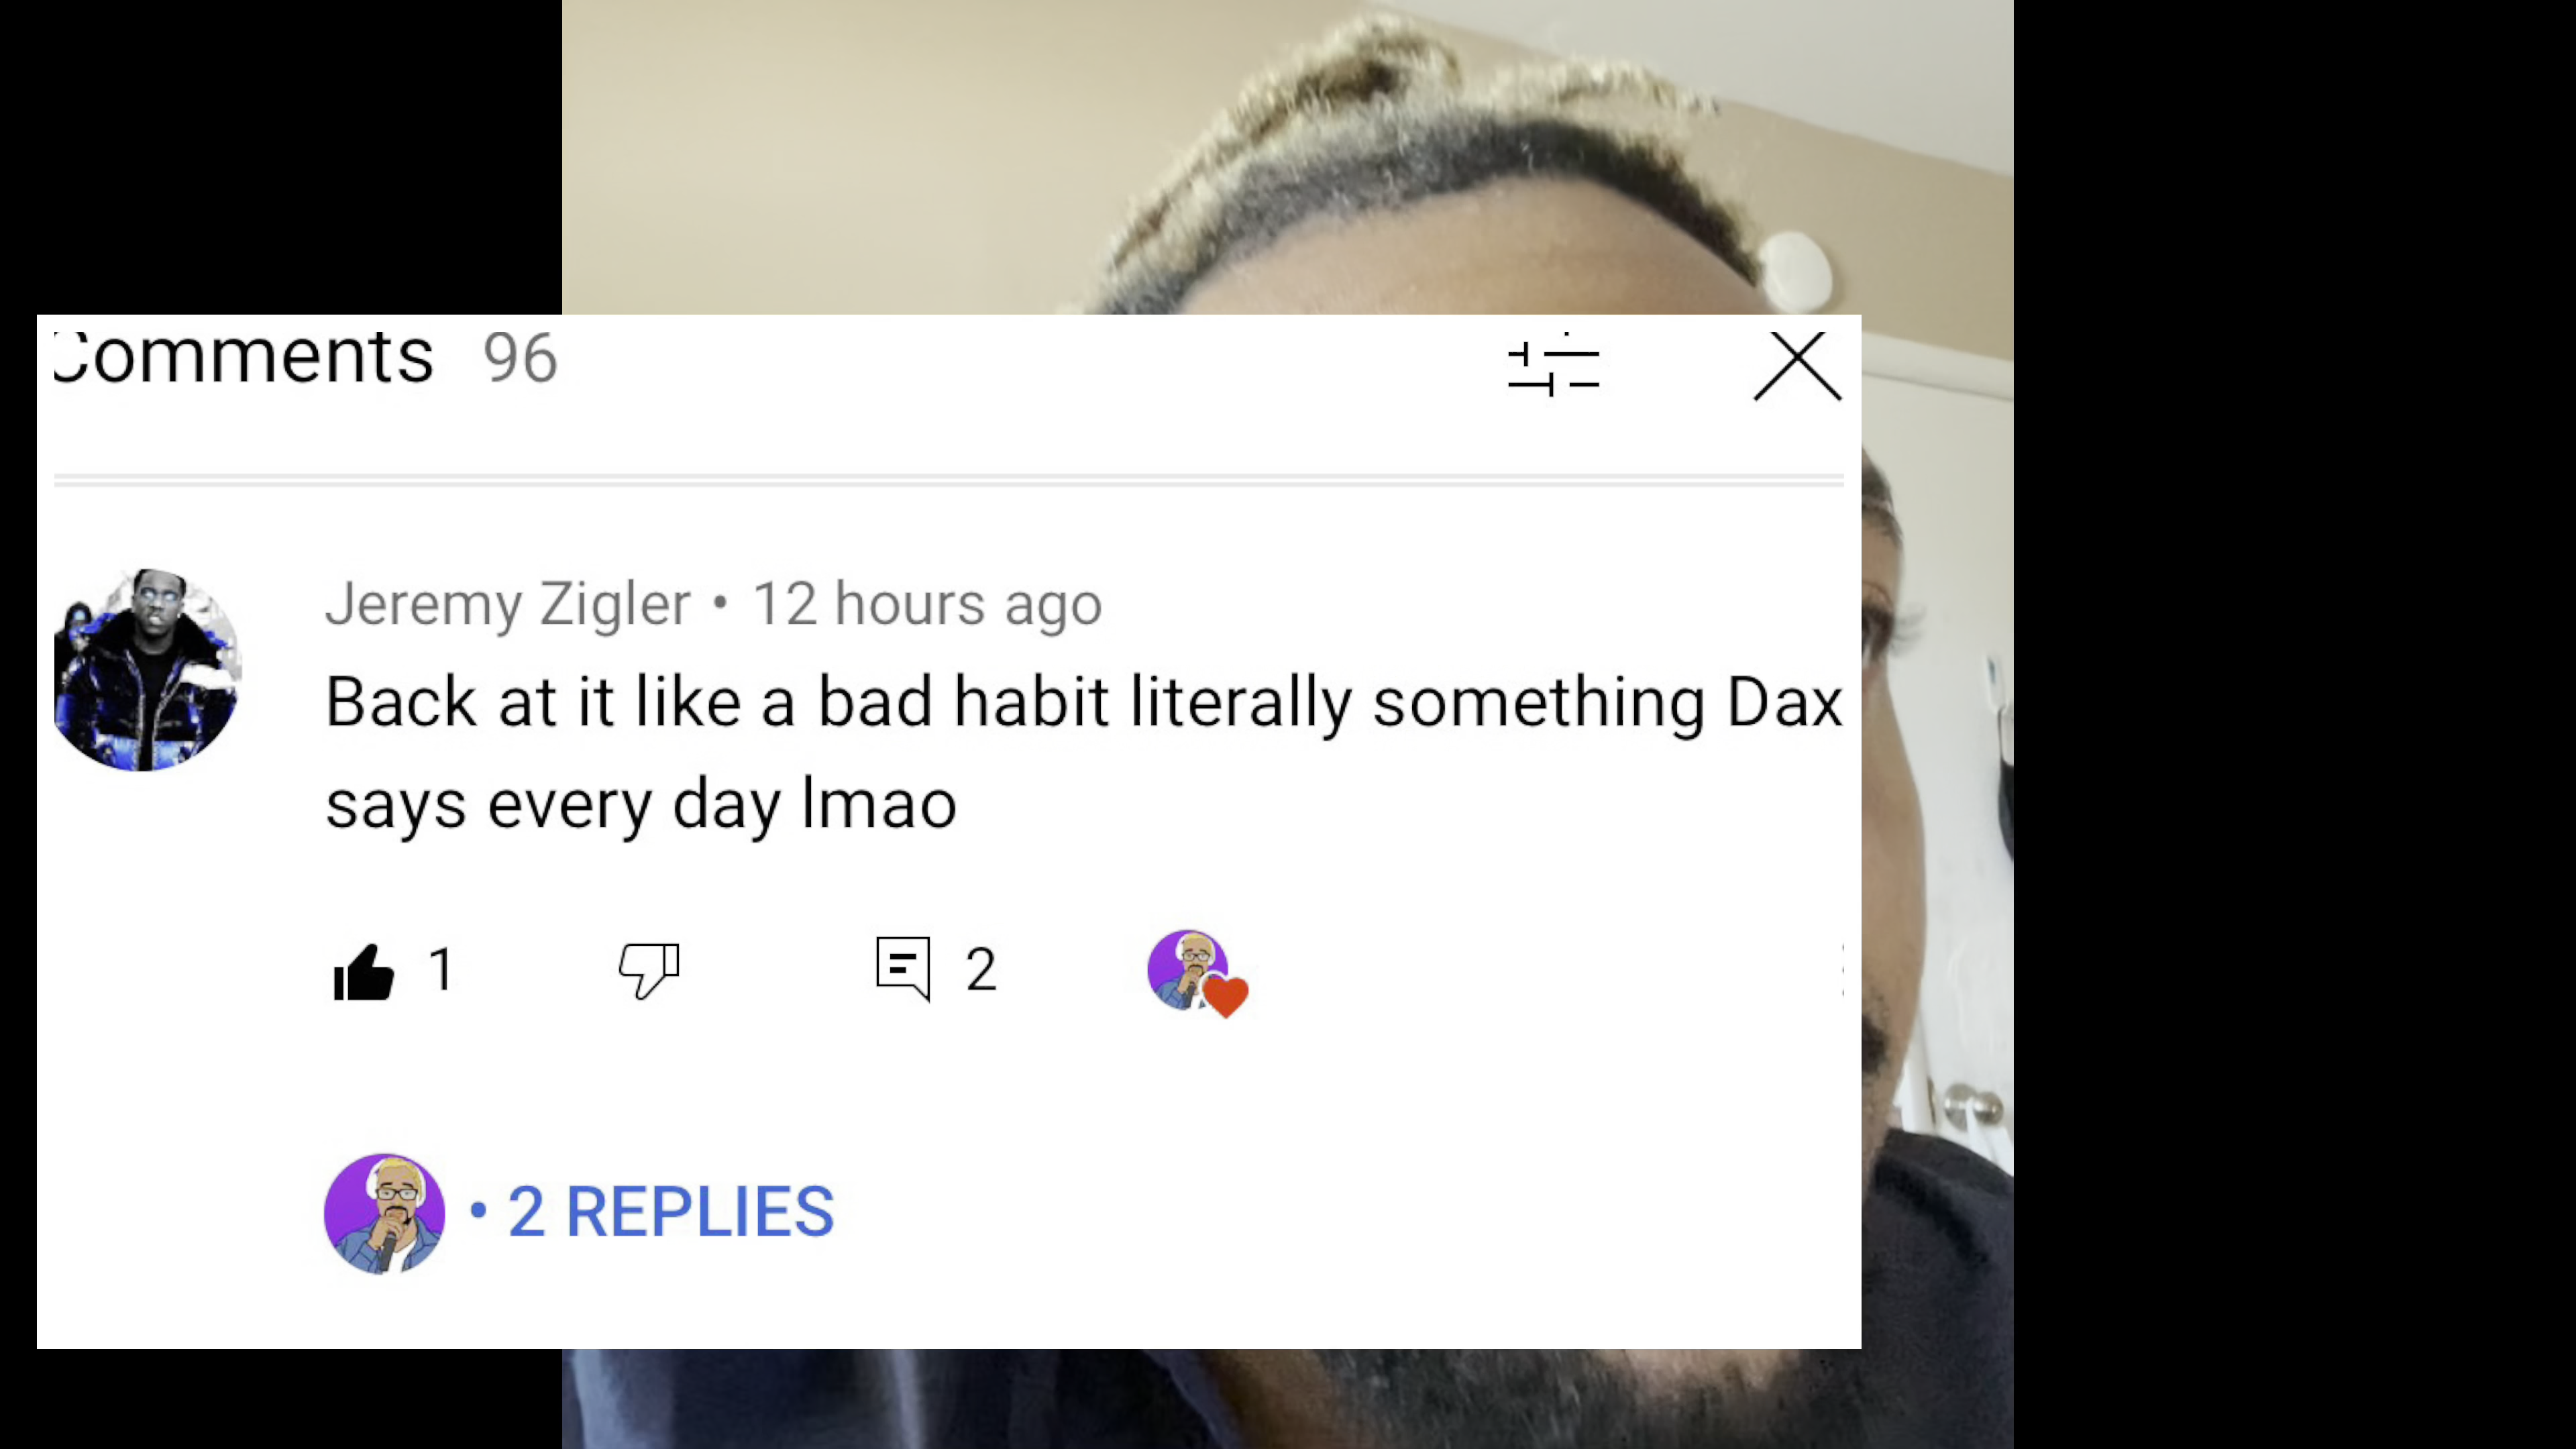 Comments 96
Jeremy Zigler • 12 hours ago
Back at it like a bad habit literally something Dax
says every day lmao
1 2
• 2 REPLIES